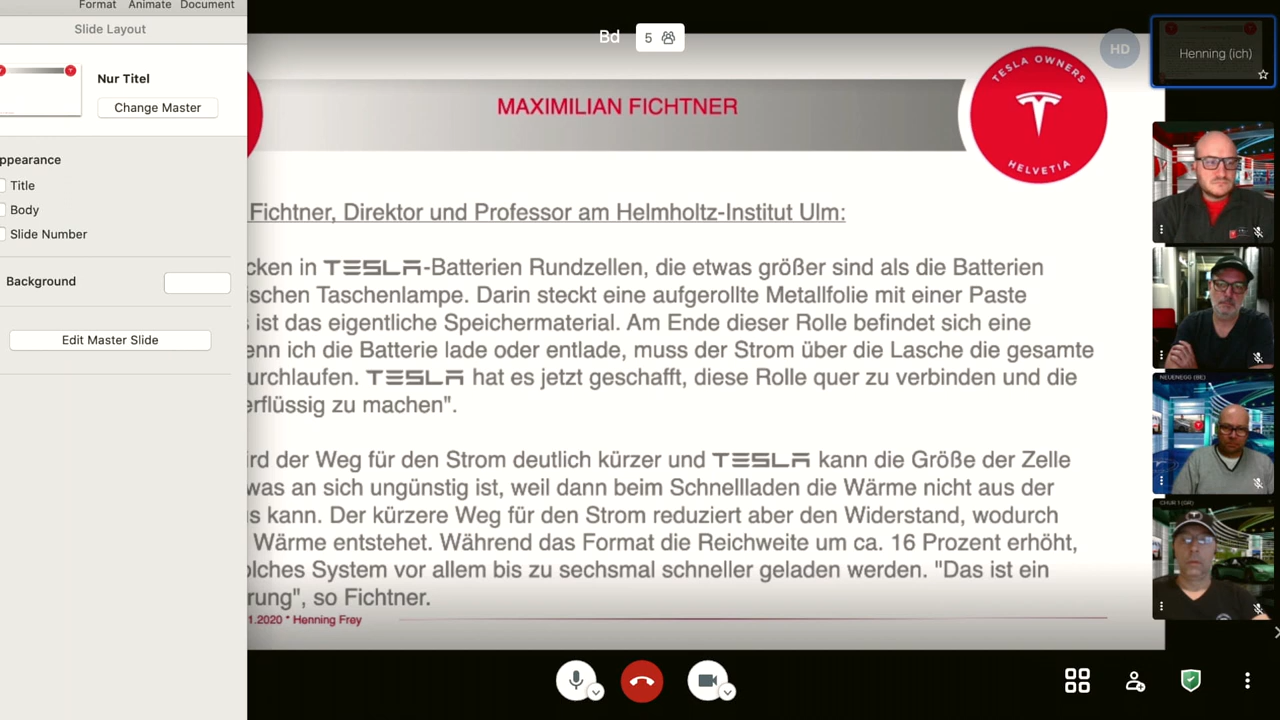 Format Animate Document
Slide Layout
Nur Titel
Change Master
ppearance
Title
Body
Slide Number
Background
Edit Master Slide
Bd 5
HD
Henning (ich)
MAXIMILIAN FICHTNER
TESLA OWNERS
HELVETIA
Fichtner, Direktor und Professor am Helmholtz-Institut Ulm:
cken in TESLA-Batterien Rundzellen, die etwas größer sind als die Batterien
ischen Taschenlampe. Darin steckt eine aufgerollte Metallfolie mit einer Paste
s ist das eigentliche Speichermaterial. Am Ende dieser Rolle befindet sich eine
enn ich die Batterie lade oder entlade, muss der Strom über die Lasche die gesamte
urchlaufen. TESLA hat es jetzt geschafft, diese Rolle quer zu verbinden und die
erflüssig zu machen".
ird der Weg für den Strom deutlich kürzer und TESLA kann die Größe der Zelle
was an sich ungünstig ist, weil dann beim Schnellladen die Wärme nicht aus der
s kann. Der kürzere Weg für den Strom reduziert aber den Widerstand, wodurch
Wärme entstehet. Während das Format die Reichweite um ca. 16 Prozent erhöht,
olches System vor allem bis zu sechsmal schneller geladen werden. "Das ist ein
rung", so Fichtner.
1.2020 * Henning Frey
NEUENEGG (BE)
CHUR 1 (GR)